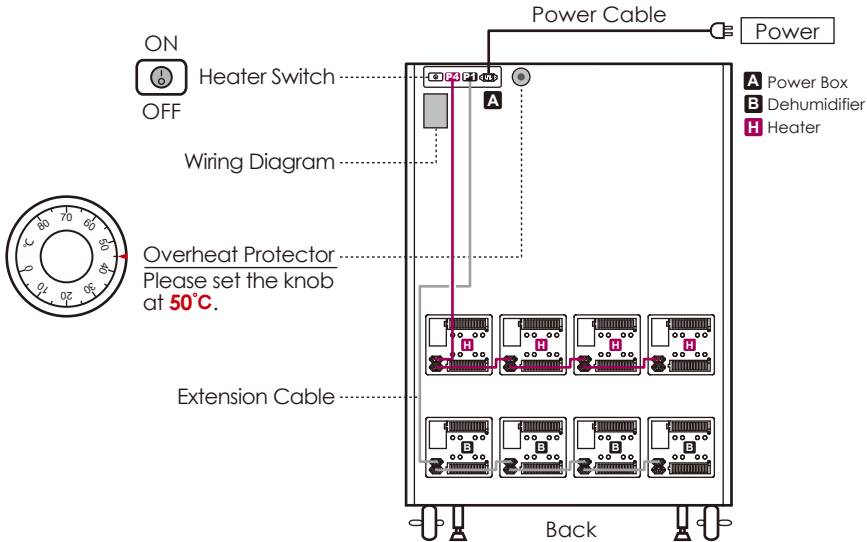 Power Cable
Power
ON
OFF
Heater Switch
P4
P1
A
A Power Box
B Dehumidifier
H Heater
Wiring Diagram
°C 0 10 20 30 40 50 60 70 80
Overheat Protector
Please set the knob
at 50°C.
H H H H
Extension Cable
B B B B
Back